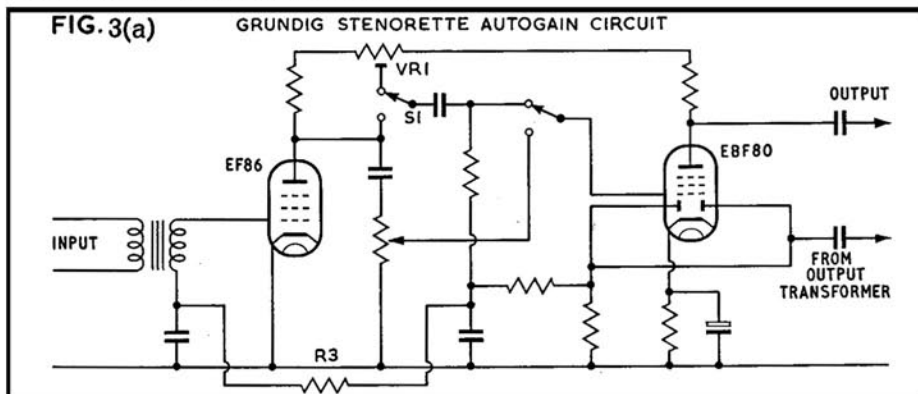 FIG. 3(a)
GRUNDIG STENORETTE AUTOGAIN CIRCUIT
VR1
S1
OUTPUT
EF86
EBF80
INPUT
FROM
OUTPUT
TRANSFORMER
R3